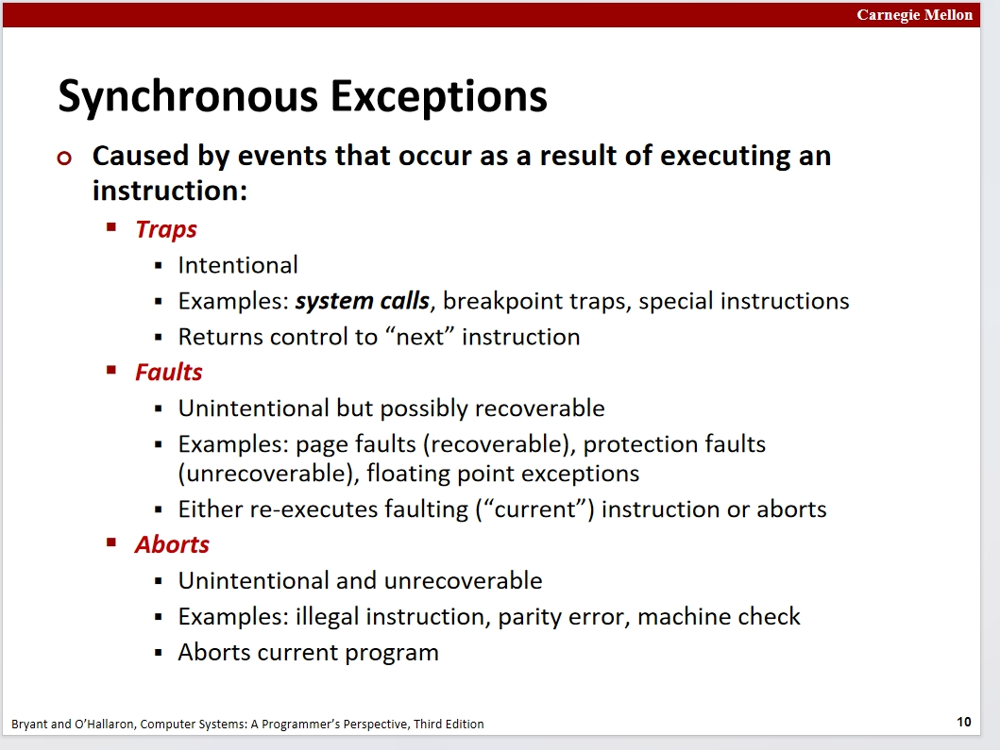 Carnegie Mellon
Synchronous Exceptions
Caused by events that occur as a result of executing an
instruction:
Traps
Intentional
Examples: system calls, breakpoint traps, special instructions
Returns control to “next” instruction
Faults
Unintentional but possibly recoverable
Examples: page faults (recoverable), protection faults
(unrecoverable), floating point exceptions
Either re-executes faulting (“current”) instruction or aborts
Aborts
Unintentional and unrecoverable
Examples: illegal instruction, parity error, machine check
Aborts current program
Bryant and O’Hallaron, Computer Systems: A Programmer’s Perspective, Third Edition
10